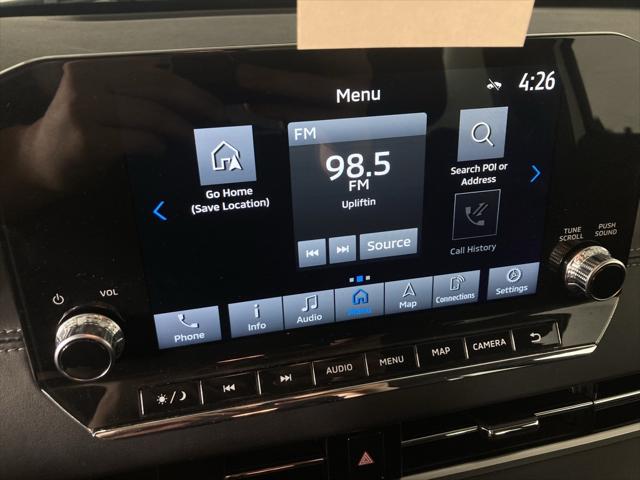 4:26
Menu
FM
98.5
FM
Upliftin
Source
Go Home
(Save Location)
Search POI or
Address
Call History
TUNE
SCROLL
PUSH
SOUND
VOL
Phone
Info
Audio
Menu
Map
Connections
Settings
AUDIO
MENU
MAP
CAMERA